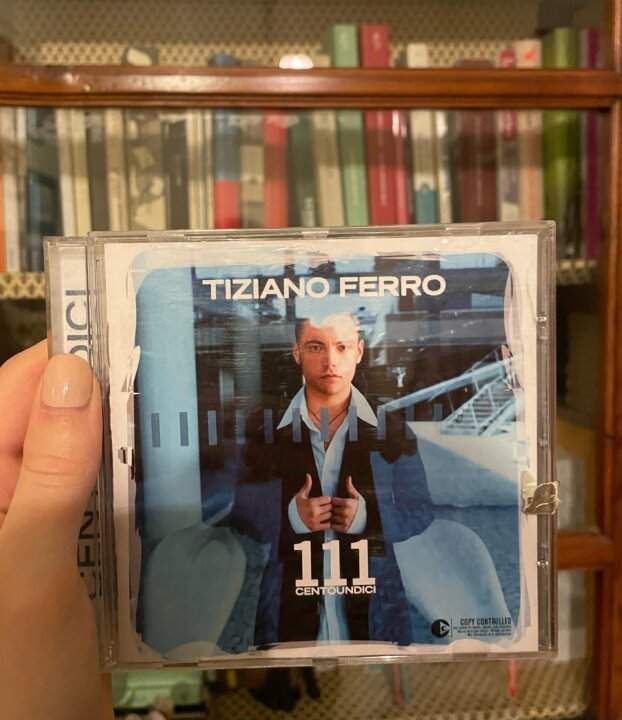 TIZIANO FERRO
111
CENTOUNDICI
COPY CONTROLLED